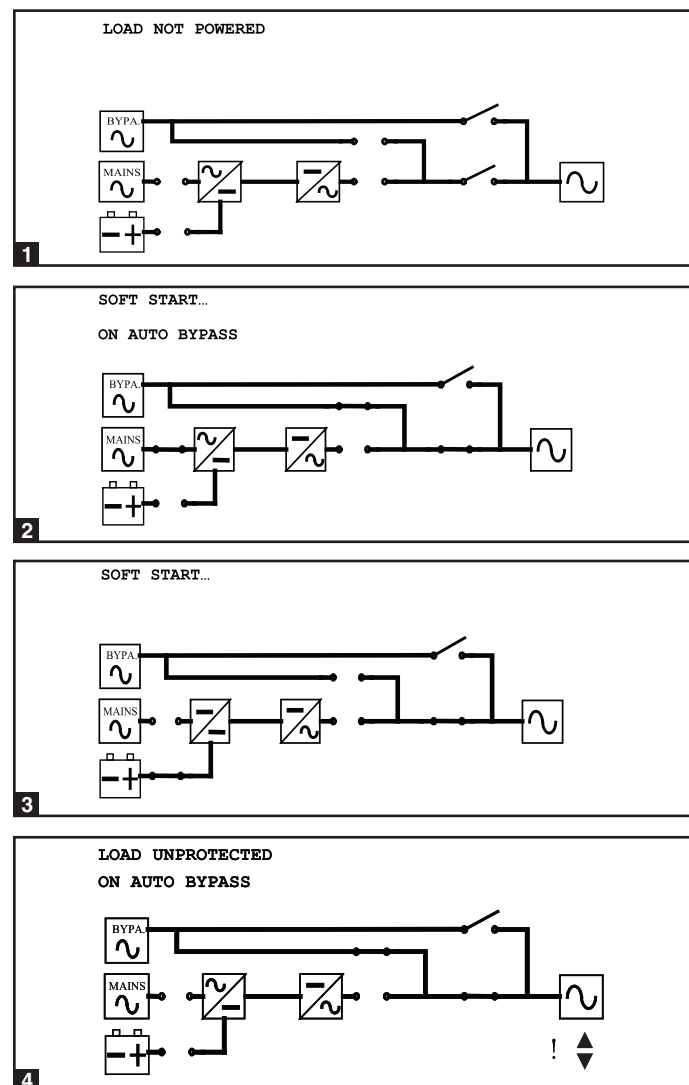 LOAD NOT POWERED
BYPA.
MAINS
1
SOFT START…
ON AUTO BYPASS
BYPA.
MAINS
2
SOFT START…
BYPA.
MAINS
3
LOAD UNPROTECTED
ON AUTO BYPASS
BYPA.
MAINS
!
4